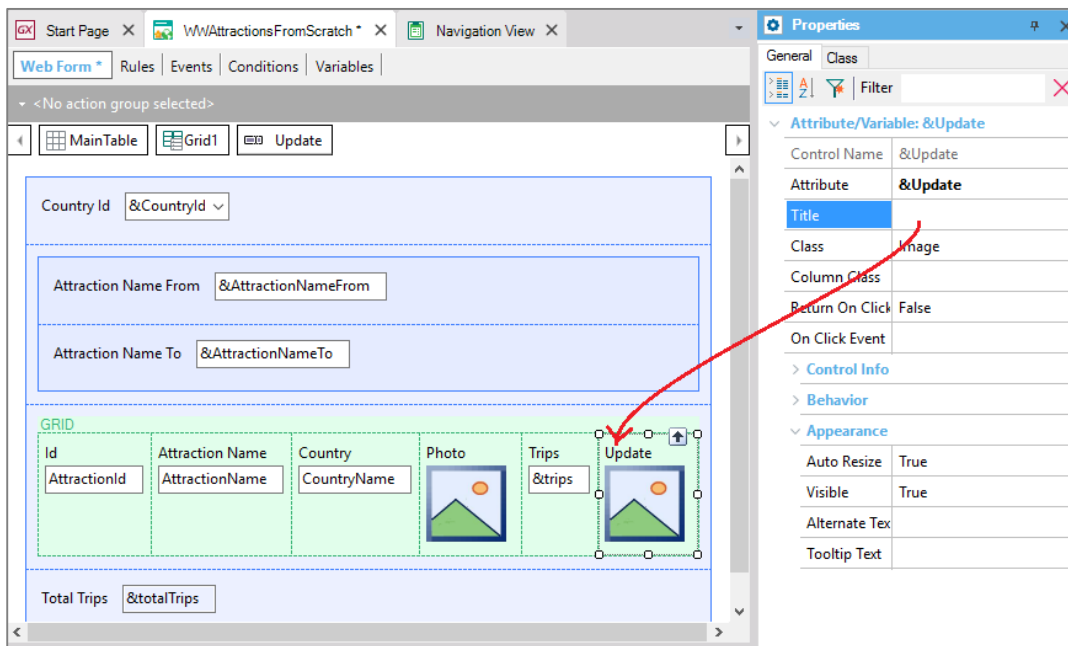 GX Start Page X WWAttractionsFromScratch * X Navigation View X
Web Form * Rules Events Conditions Variables
<No action group selected>
MainTable Grid1 Update
Country Id &CountryId
Attraction Name From &AttractionNameFrom
Attraction Name To &AttractionNameTo
GRID
Id Attraction Name Country Photo Trips Update
AttractionId AttractionName CountryName &trips
Total Trips &totalTrips
Properties
General Class
A Z Filter
Attribute/Variable: &Update
Control Name &Update
Attribute &Update
Title
Class Image
Column Class
Return On Click False
On Click Event
Control Info
Behavior
Appearance
Auto Resize True
Visible True
Alternate Tex
Tooltip Text